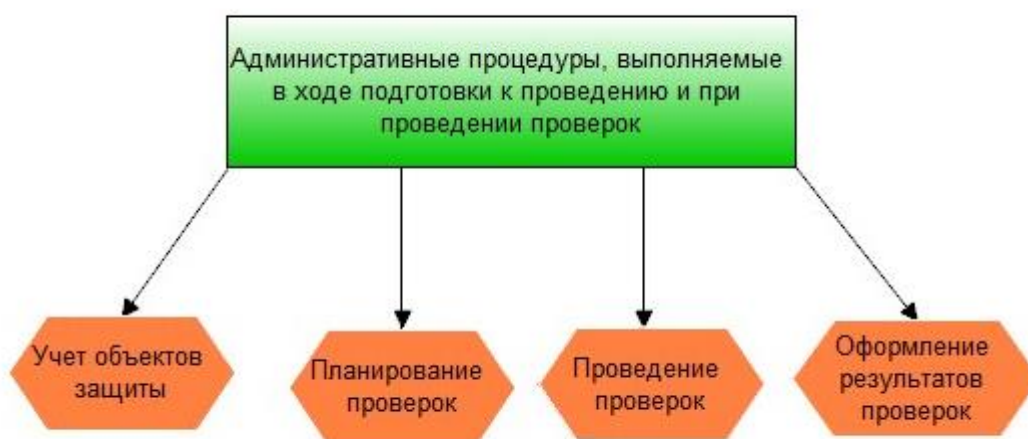 Административные процедуры, выполняемые
в ходе подготовки к проведению и при
проведении проверок
Учет объектов
защиты
Планирование
проверок
Проведение
проверок
Оформление
результатов
проверок